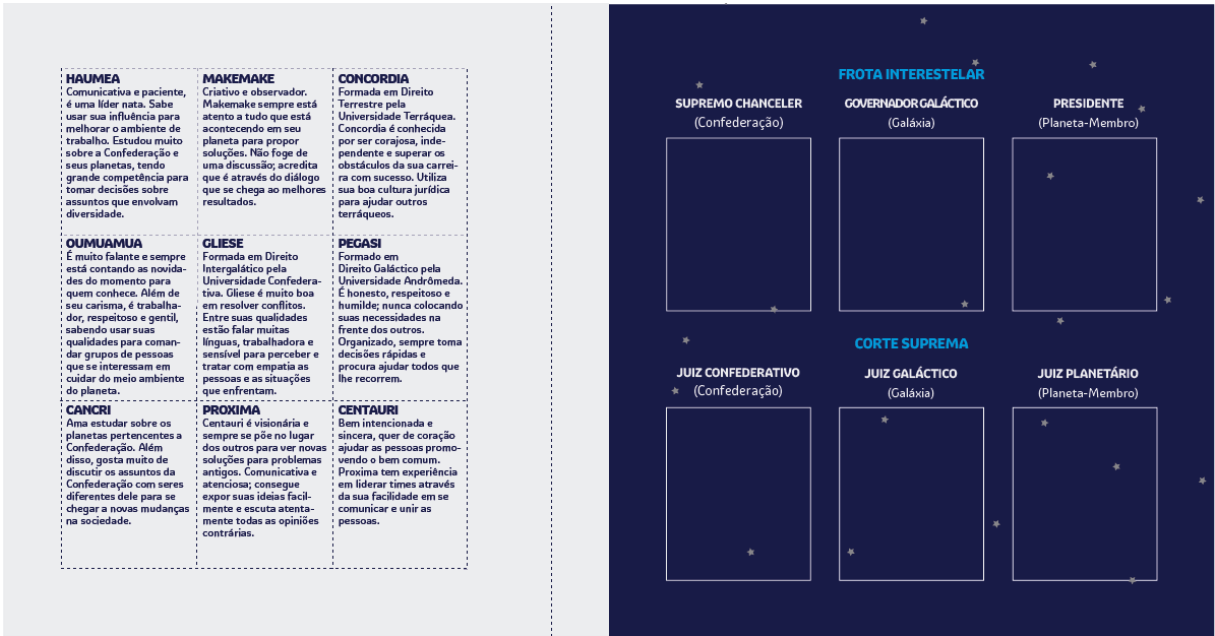 HAUMEA
Comunicativa e paciente,
é uma líder nata. Sabe
usar sua influência para
melhorar o ambiente de
trabalho. Estudou muito
sobre a Confederação e
seus planetas, tendo
grande competência para
tomar decisões sobre
assuntos que envolvam
diversidade.
MAKEMAKE
Criativo e observador.
Makemake sempre está
atento a tudo que está
acontecendo em seu
planeta para propor
soluções. Não foge de
uma discussão; acredita
que é através do diálogo
que se chega ao melhores
resultados.
CONCORDIA
Formada em Direito
Terrestre pela
Universidade Terráquea.
Concordia é conhecida
por ser corajosa, inde-
pendente e superar os
obstáculos da sua carrei-
ra com sucesso. Utiliza
sua boa cultura jurídica
para ajudar outros
terráqueos.
OUMUAMUA
É muito falante e sempre
está contando as novida-
des do momento para
quem conhece. Além de
seu carisma, é trabalha-
dor, respeitoso e gentil,
sabendo usar suas
qualidades para coman-
dar grupos de pessoas
que se interessam em
cuidar do meio ambiente
do planeta.
GLIESE
Formada em Direito
Intergalático pela
Universidade Confedera-
tiva. Gliese é muito boa
em resolver conflitos.
Entre suas qualidades
estão falar muitas
línguas, trabalhadora e
sensível para perceber e
tratar com empatia as
pessoas e as situações
que enfrentam.
PEGASI
Formado em
Direito Galáctico pela
Universidade Andrômeda.
É honesto, respeitoso e
humilde; nunca colocando
suas necessidades na
frente dos outros.
Organizado, sempre toma
decisões rápidas e
procura ajudar todos que
lhe recorrem.
CANCRI
Ama estudar sobre os
planetas pertencentes a
Confederação. Além
disso, gosta muito de
discutir os assuntos da
Confederação com seres
diferentes dele para se
chegar a novas mudanças
na sociedade.
PROXIMA
Centauri é visionária e
sempre se põe no lugar
dos outros para ver novas
soluções para problemas
antigos. Comunicativa e
atenciosa; consegue
expor suas ideias facil-
mente e escuta atenta-
mente todas as opiniões
contrárias.
CENTAURI
Bem intencionada e
sincera, quer de coração
ajudar as pessoas promo-
vendo o bem comum.
Proxima tem experiência
em liderar times através
da sua facilidade em se
comunicar e unir as
pessoas.
FROTA INTERESTELAR
SUPREMO CHANCELER
(Confederação)
GOVERNADOR GALÁCTICO
(Galáxia)
PRESIDENTE
(Planeta-Membro)
CORTE SUPREMA
JUIZ CONFEDERATIVO
(Confederação)
JUIZ GALÁCTICO
(Galáxia)
JUIZ PLANETÁRIO
(Planeta-Membro)